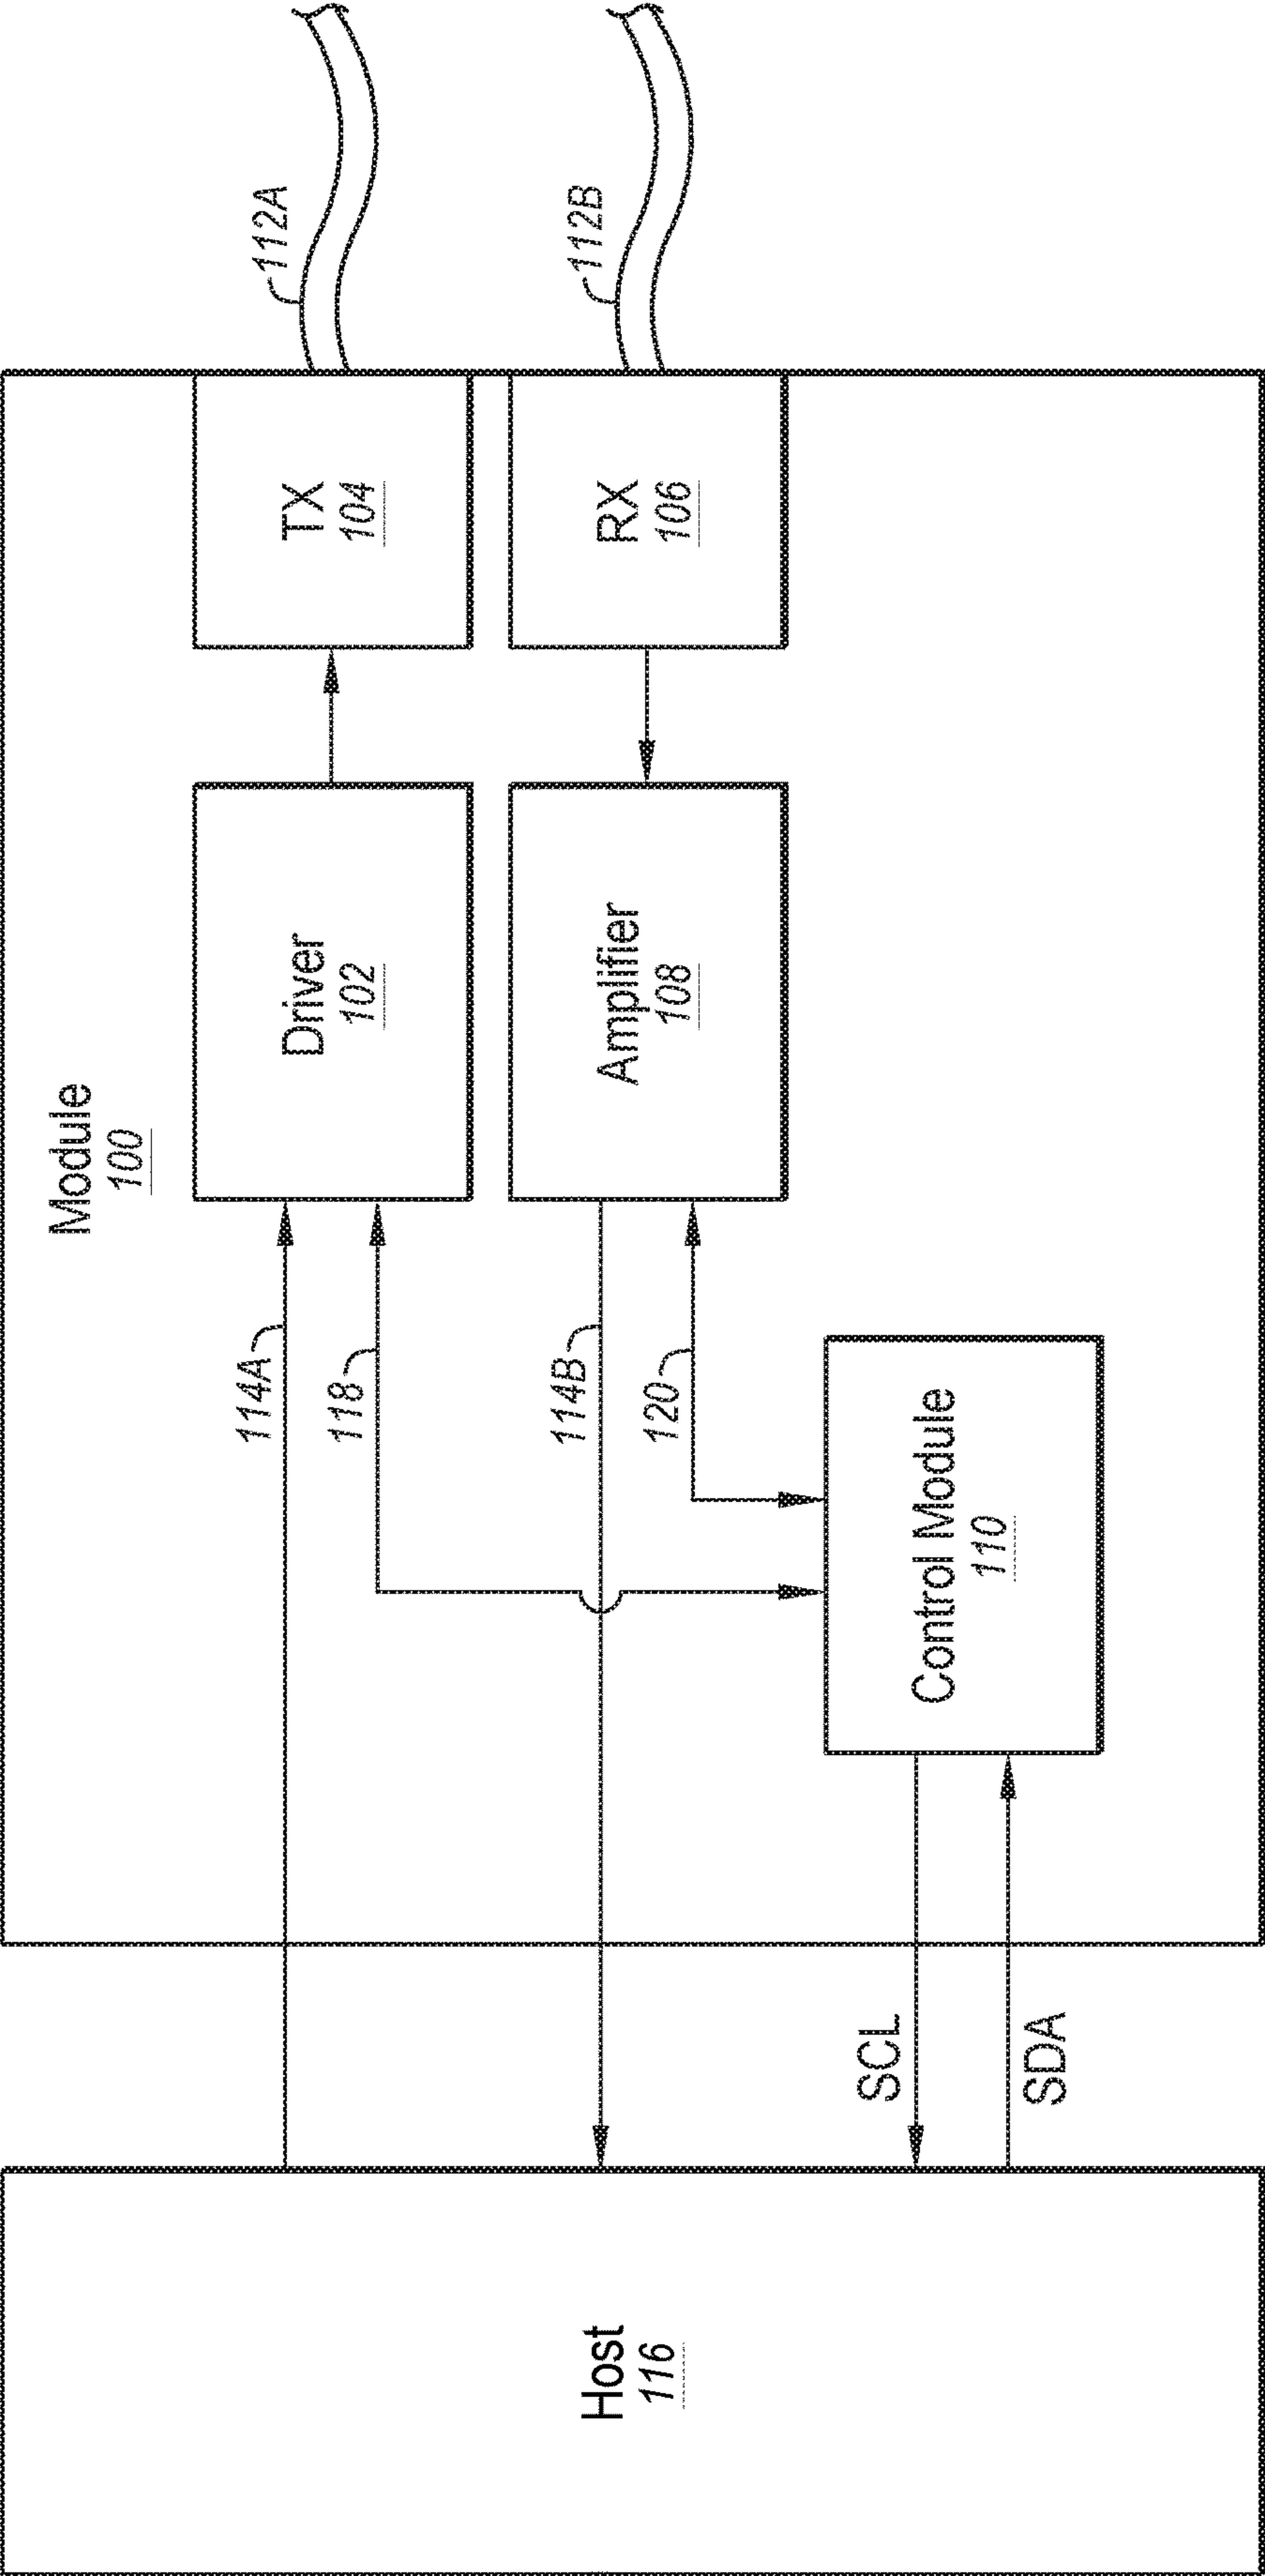 Module
100
Host
116
114A
118
Driver
102
TX
104
112A
114B
120
Amplifier
108
RX
106
112B
Control Module
110
SCL
SDA